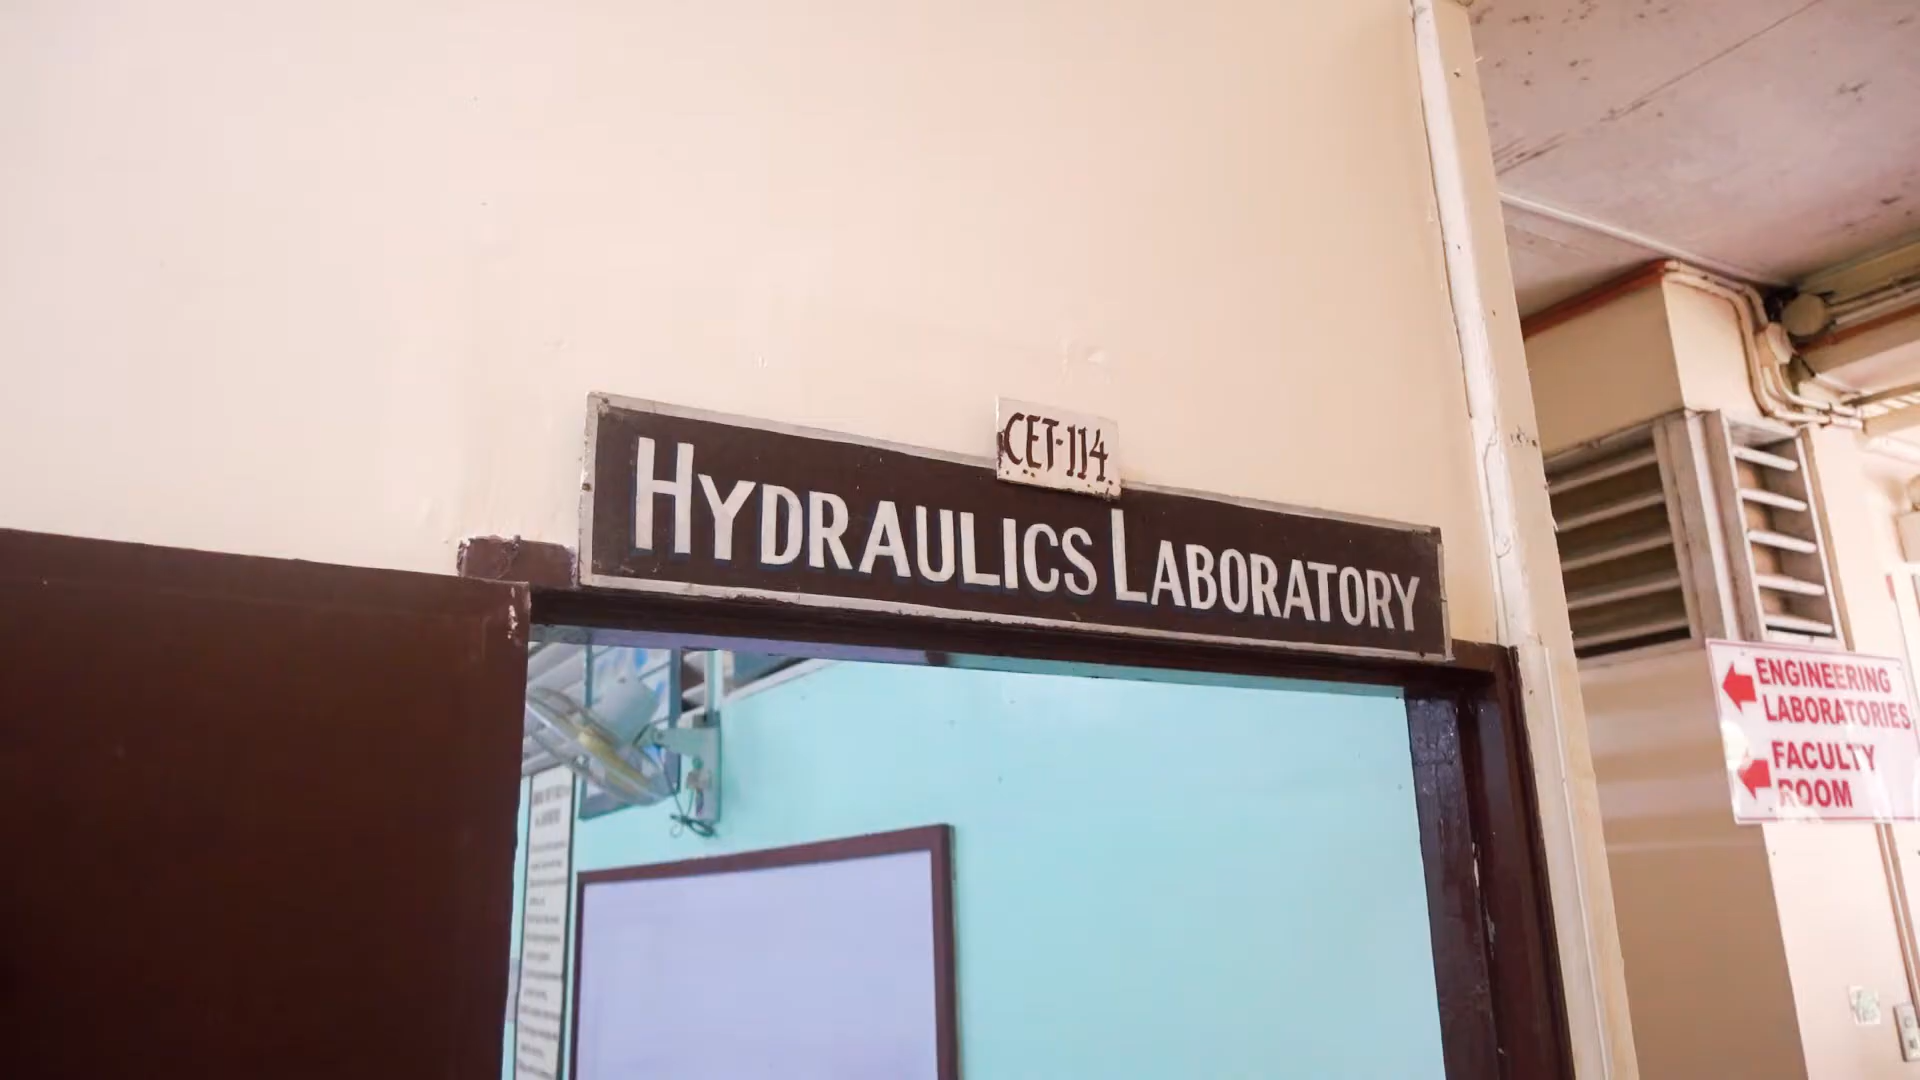 CET-114
HYDRAULICS LABORATORY
ENGINEERING
LABORATORIES
FACULTY
ROOM